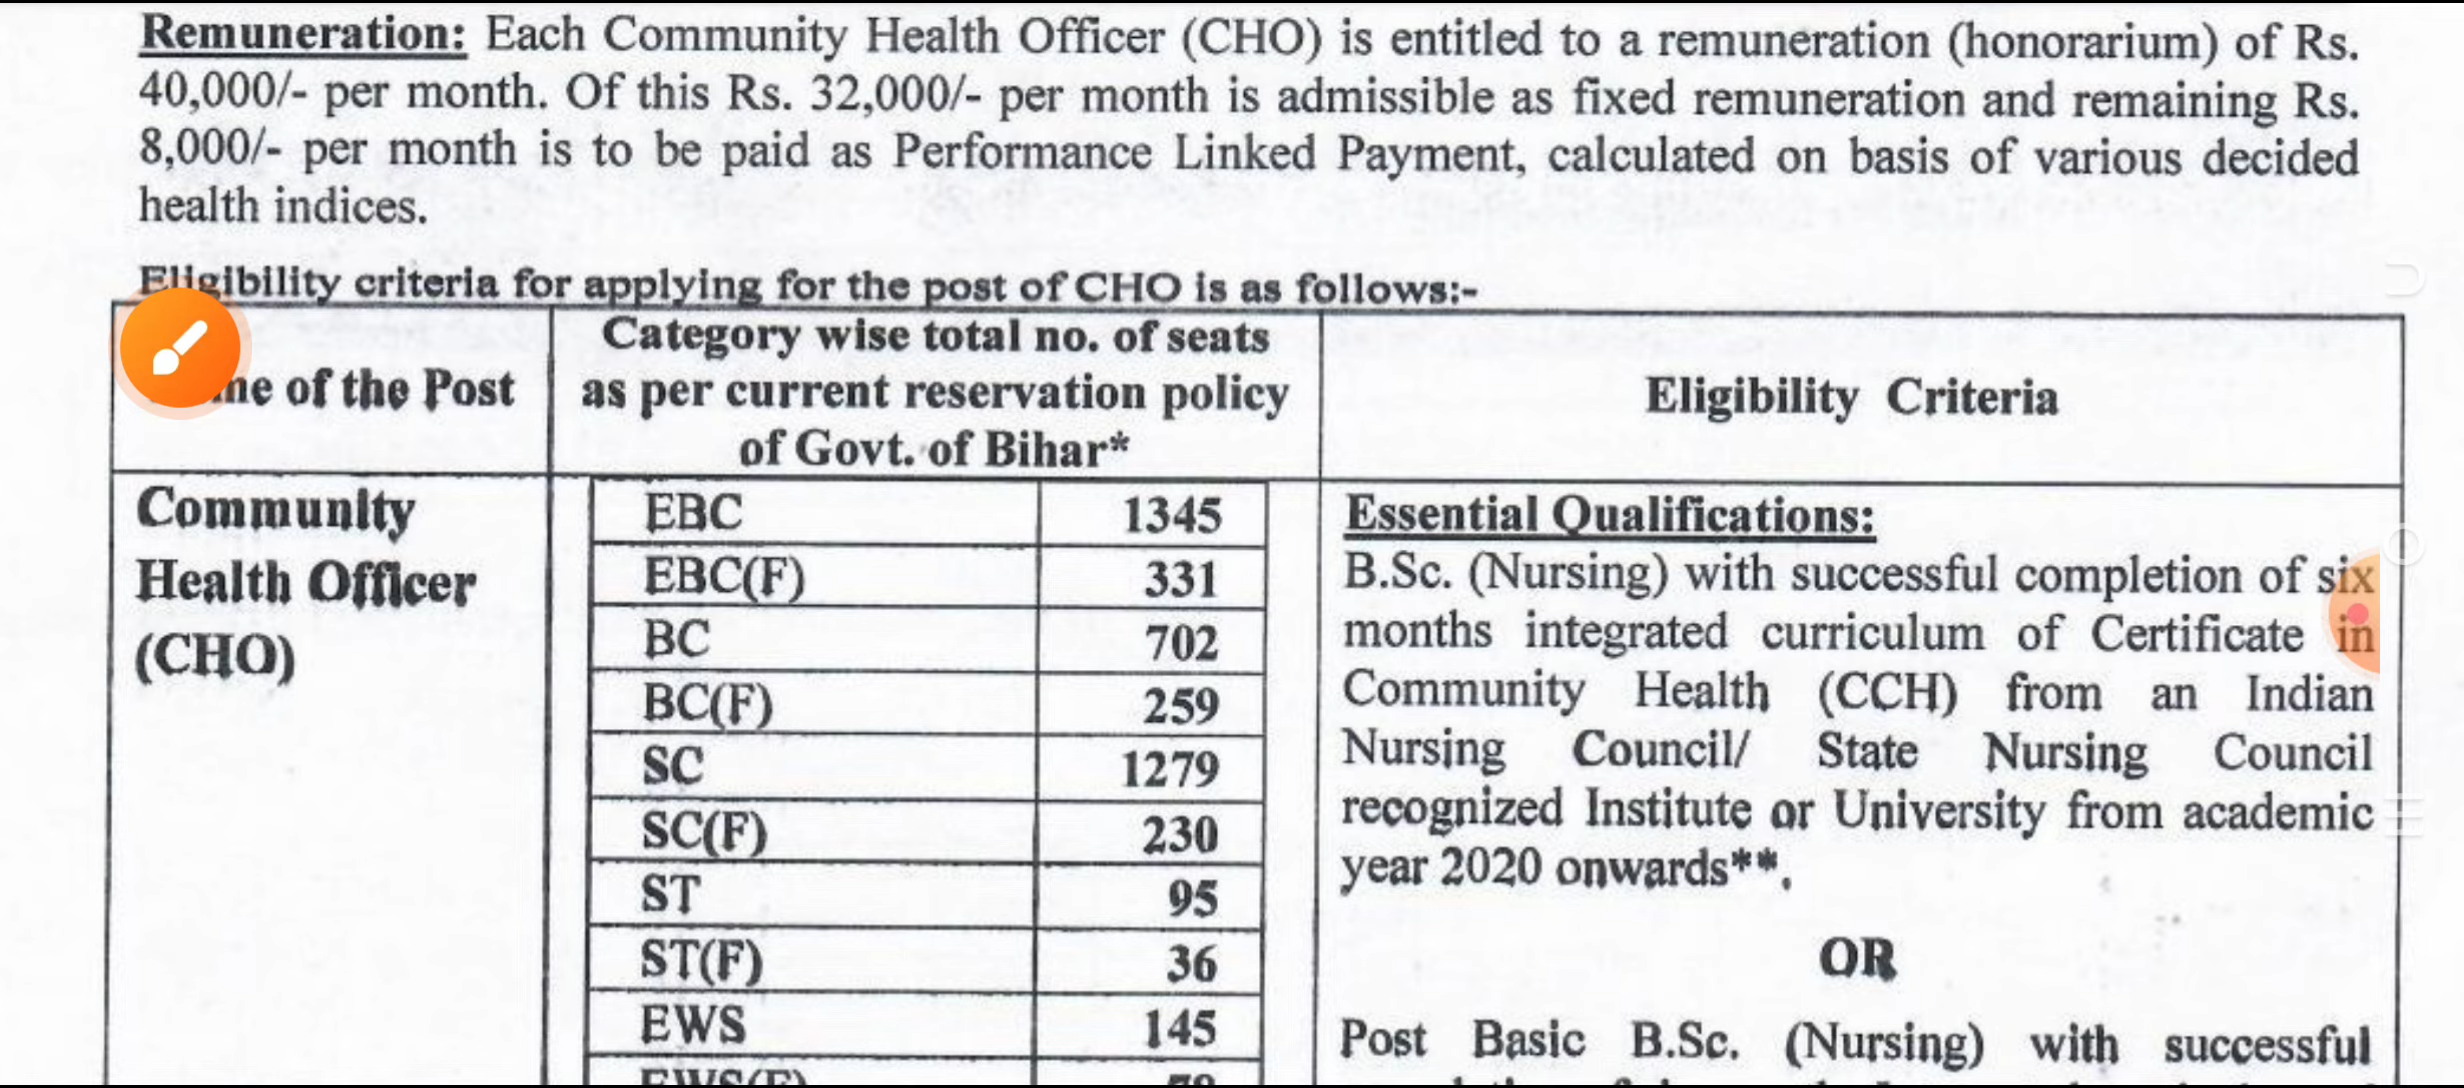 Remuneration: Each Community Health Officer (CHO) is entitled to a remuneration (honorarium) of Rs.
40,000/- per month. Of this Rs. 32,000/- per month is admissible as fixed remuneration and remaining Rs.
8,000/- per month is to be paid as Performance Linked Payment, calculated on basis of various decided
health indices.
Eligibility criteria for applying for the post of CHO is as follows:-
of the Post
Category wise total no. of seats
as per current reservation policy
of Govt. of Bihar*
Eligibility Criteria
Community
Health Officer
(CHO)
EBC 1345
EBC(F) 331
BC 702
BC(F) 259
SC 1279
SC(F) 230
ST 95
ST(F) 36
EWS 145
Essential Qualifications:
B.Sc. (Nursing) with successful completion of six
months integrated curriculum of Certificate in
Community Health (CCH) from an Indian
Nursing Council/ State Nursing Council
recognized Institute or University from academic
year 2020 onwards**.
OR
Post Basic B.Sc. (Nursing) with successful